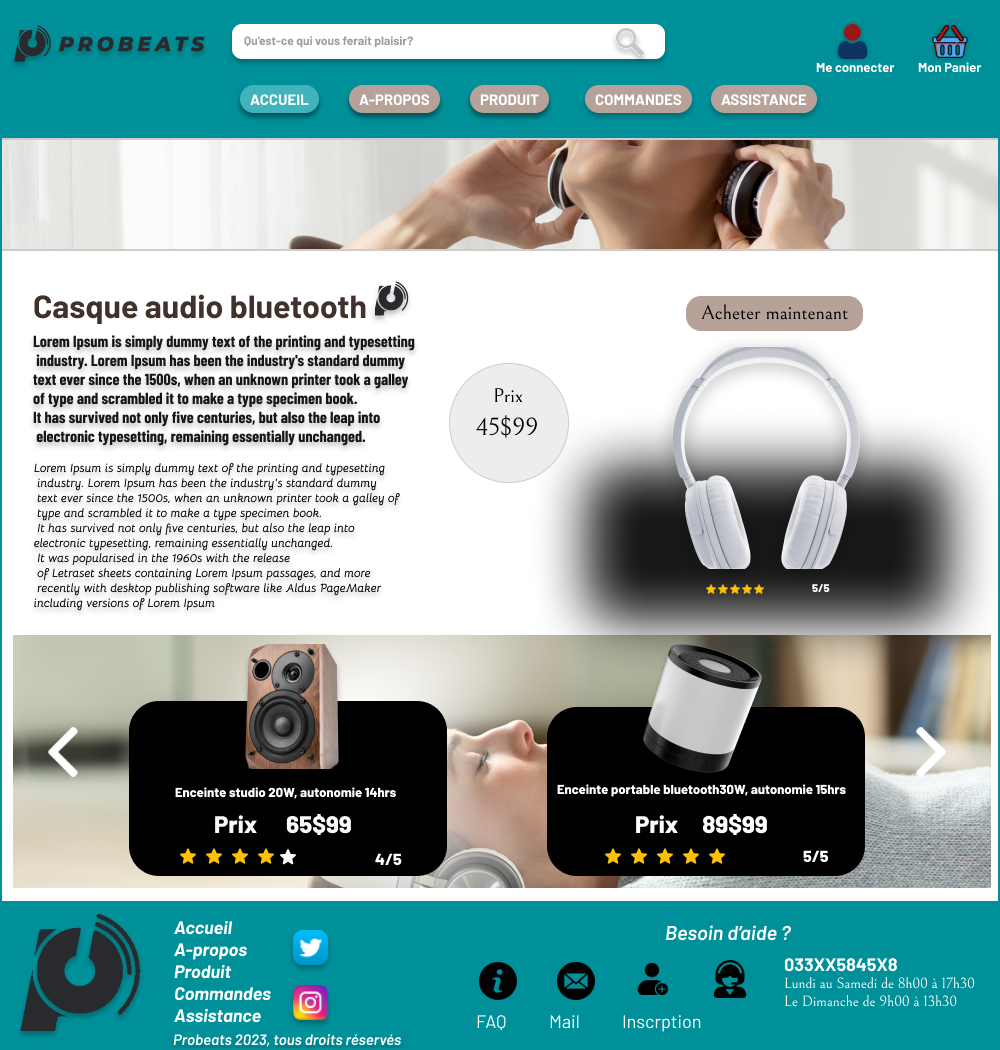 PROBEATS
Qu'est-ce qui vous ferait plaisir?
Me connecter
Mon Panier
ACCUEIL
A-PROPOS
PRODUIT
COMMANDES
ASSISTANCE
Casque audio bluetooth
Lorem Ipsum is simply dummy text of the printing and typesetting
industry. Lorem Ipsum has been the industry's standard dummy
text ever since the 1500s, when an unknown printer took a galley
of type and scrambled it to make a type specimen book.
It has survived not only five centuries, but also the leap into
electronic typesetting, remaining essentially unchanged.
Lorem Ipsum is simply dummy text of the printing and typesetting
industry. Lorem Ipsum has been the industry's standard dummy
text ever since the 1500s, when an unknown printer took a galley of
type and scrambled it to make a type specimen book.
It has survived not only five centuries, but also the leap into
electronic typesetting, remaining essentially unchanged.
It was popularised in the 1960s with the release
of Letraset sheets containing Lorem Ipsum passages, and more
recently with desktop publishing software like Aldus PageMaker
including versions of Lorem Ipsum
Prix
45$99
Acheter maintenant
5/5
Enceinte studio 20W, autonomie 14hrs
Prix 65$99
4/5
Enceinte portable bluetooth30W, autonomie 15hrs
Prix 89$99
5/5
Accueil
A-propos
Produit
Commandes
Assistance
Probeats 2023, tous droits réservés
Besoin d'aide ?
FAQ
Mail
Inscrption
033XX5845X8
Lundi au Samedi de 8h00 à 17h30
Le Dimanche de 9h00 à 13h30